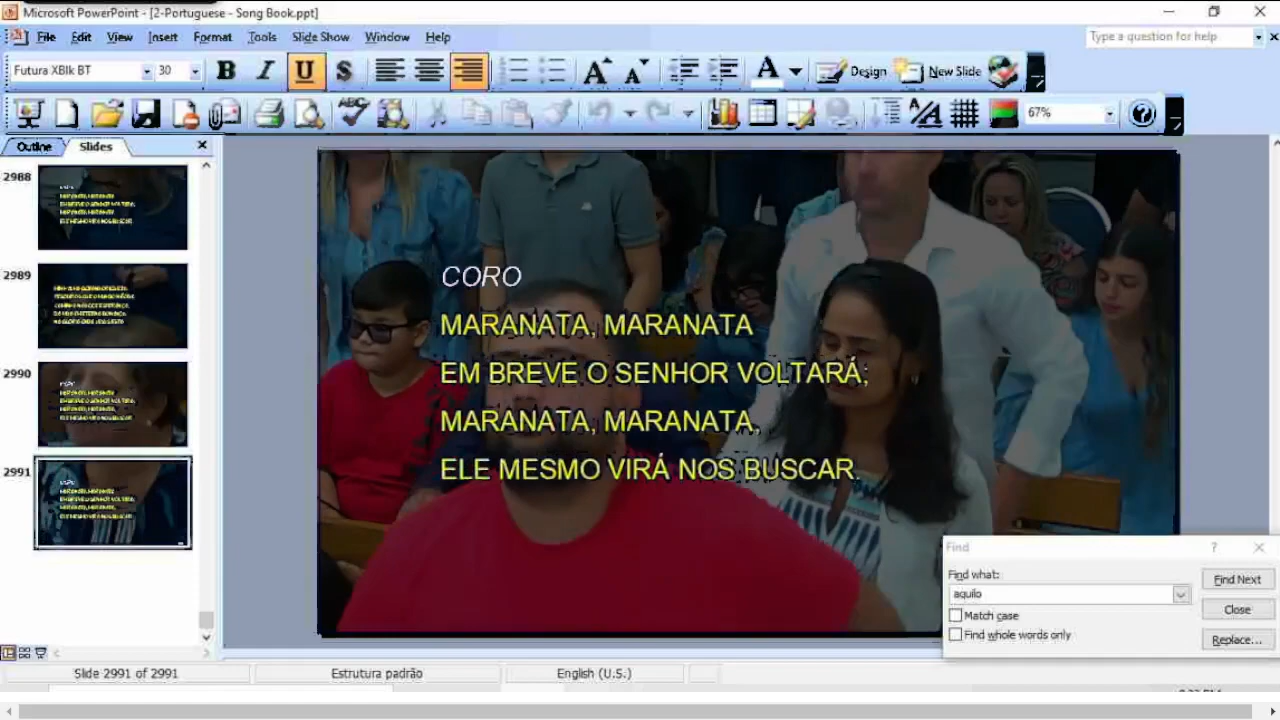 Microsoft PowerPoint - [2-Portuguese - Song Book.ppt]
File Edit View Insert Format Tools Slide Show Window Help
Type a question for help
Futura XBlk BT 30 B I U S A A A Design New Slide
67%
Outline Slides
2988
2989
2990
2991
CORO
MARANATA, MARANATA
EM BREVE O SENHOR VOLTARÁ;
MARANATA, MARANATA,
ELE MESMO VIRÁ NOS BUSCAR.
Find
Find what:
aquilo
Match case
Find whole words only
Find Next
Close
Replace...
Slide 2991 of 2991 Estrutura padrão English (U.S.)